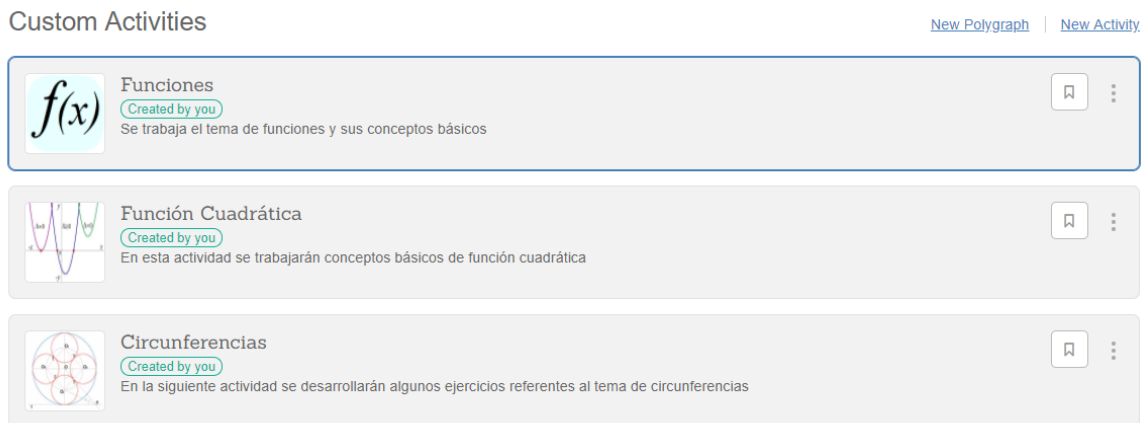 Custom Activities
New Polygraph
New Activity
f(x)
Funciones
Created by you
Se trabaja el tema de funciones y sus conceptos básicos
Función Cuadrática
Created by you
En esta actividad se trabajarán conceptos básicos de función cuadrática
Circunferencias
Created by you
En la siguiente actividad se desarrollarán algunos ejercicios referentes al tema de circunferencias